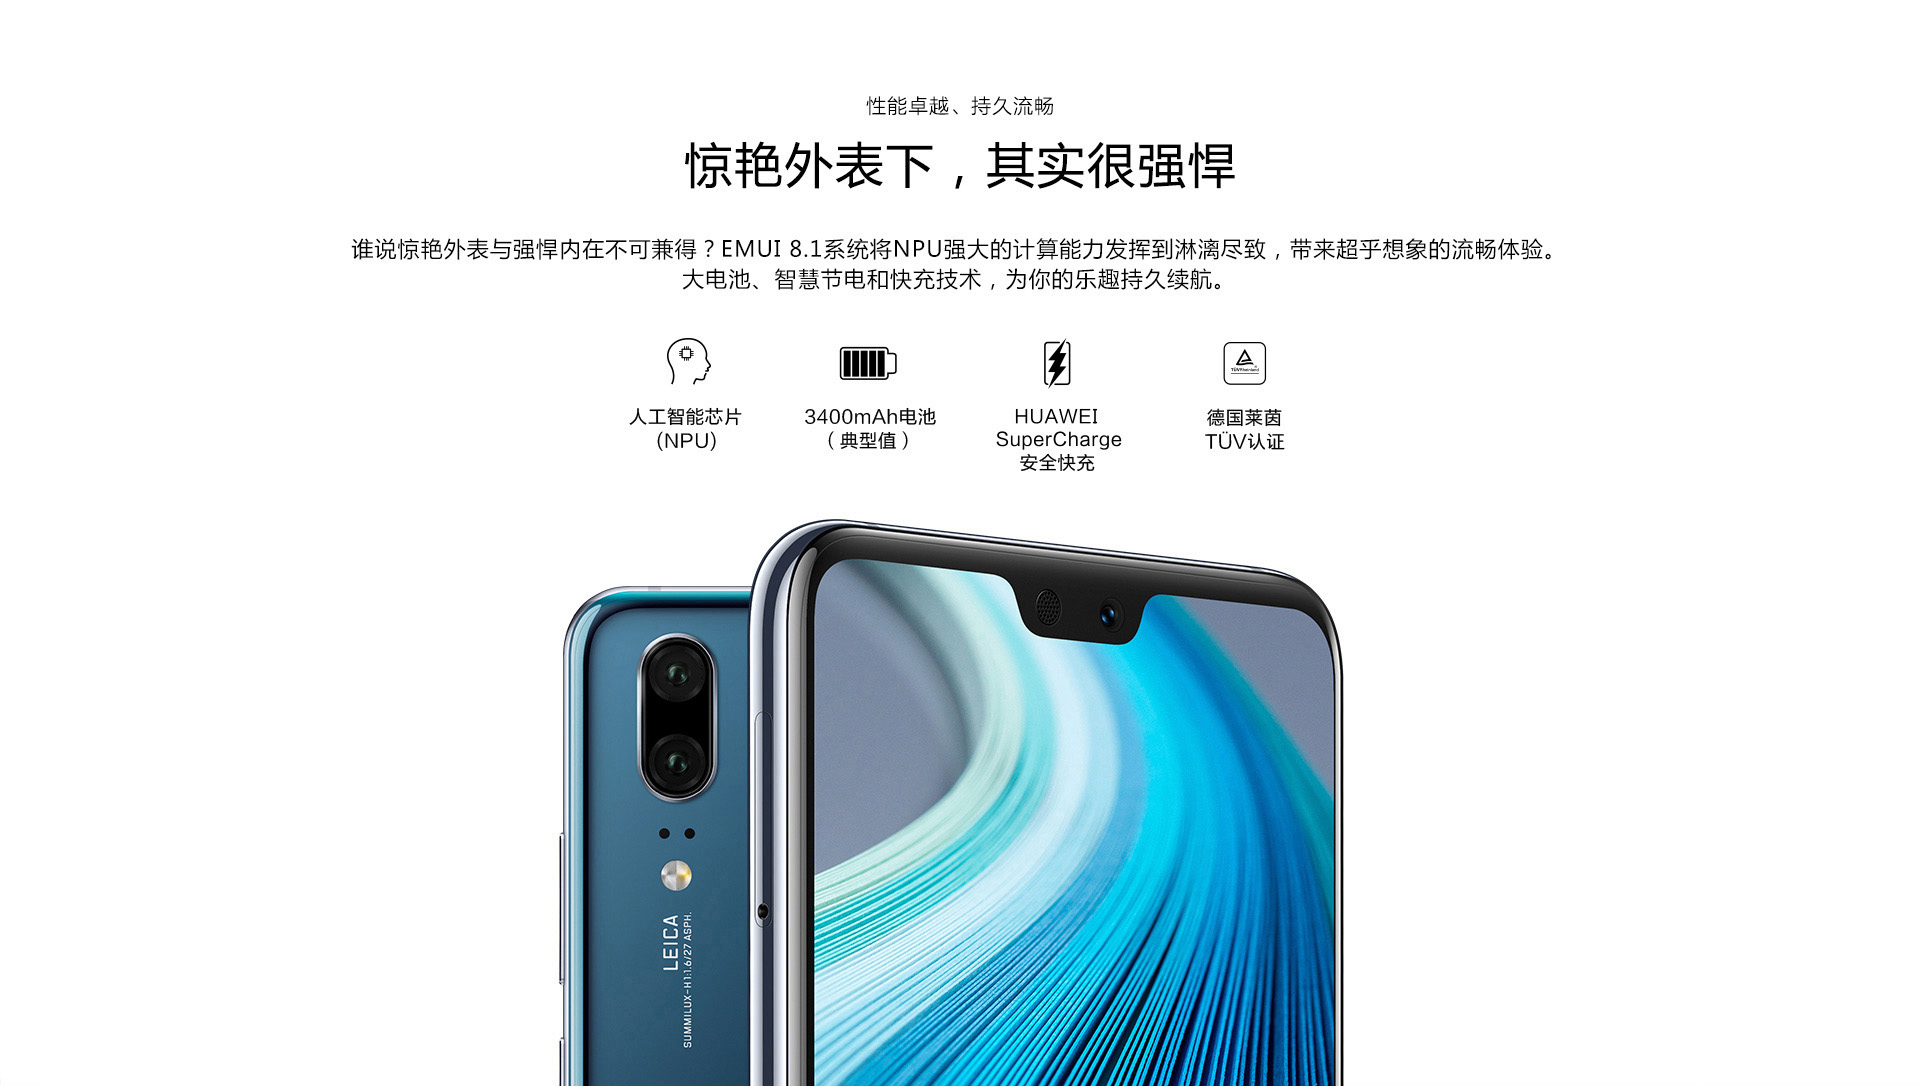 性能卓越、持久流畅
惊艳外表下，其实很强悍
谁说惊艳外表与强悍内在不可兼得？EMUI 8.1系统将NPU强大的计算能力发挥到淋漓尽致，带来超乎想象的流畅体验。
大电池、智慧节电和快充技术，为你的乐趣持久续航。
TÜVRheinland
人工智能芯片
(NPU)
3400mAh电池
（典型值）
HUAWEI
SuperCharge
安全快充
德国莱茵
TÜV认证
LEICA
SUMMILUX-H1:1.6/27 ASPH.